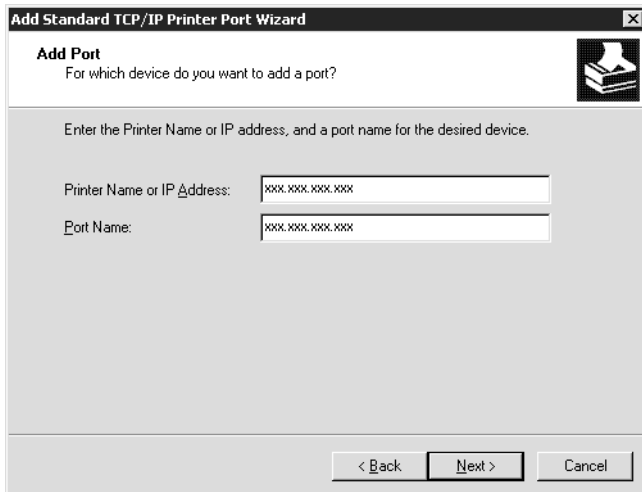 Add Standard TCP/IP Printer Port Wizard
Add Port
For which device do you want to add a port?
Enter the Printer Name or IP address, and a port name for the desired device.
Printer Name or IP Address: xxx.xxx.xxx.xxx
Port Name: xxx.xxx.xxx.xxx
< Back Next > Cancel